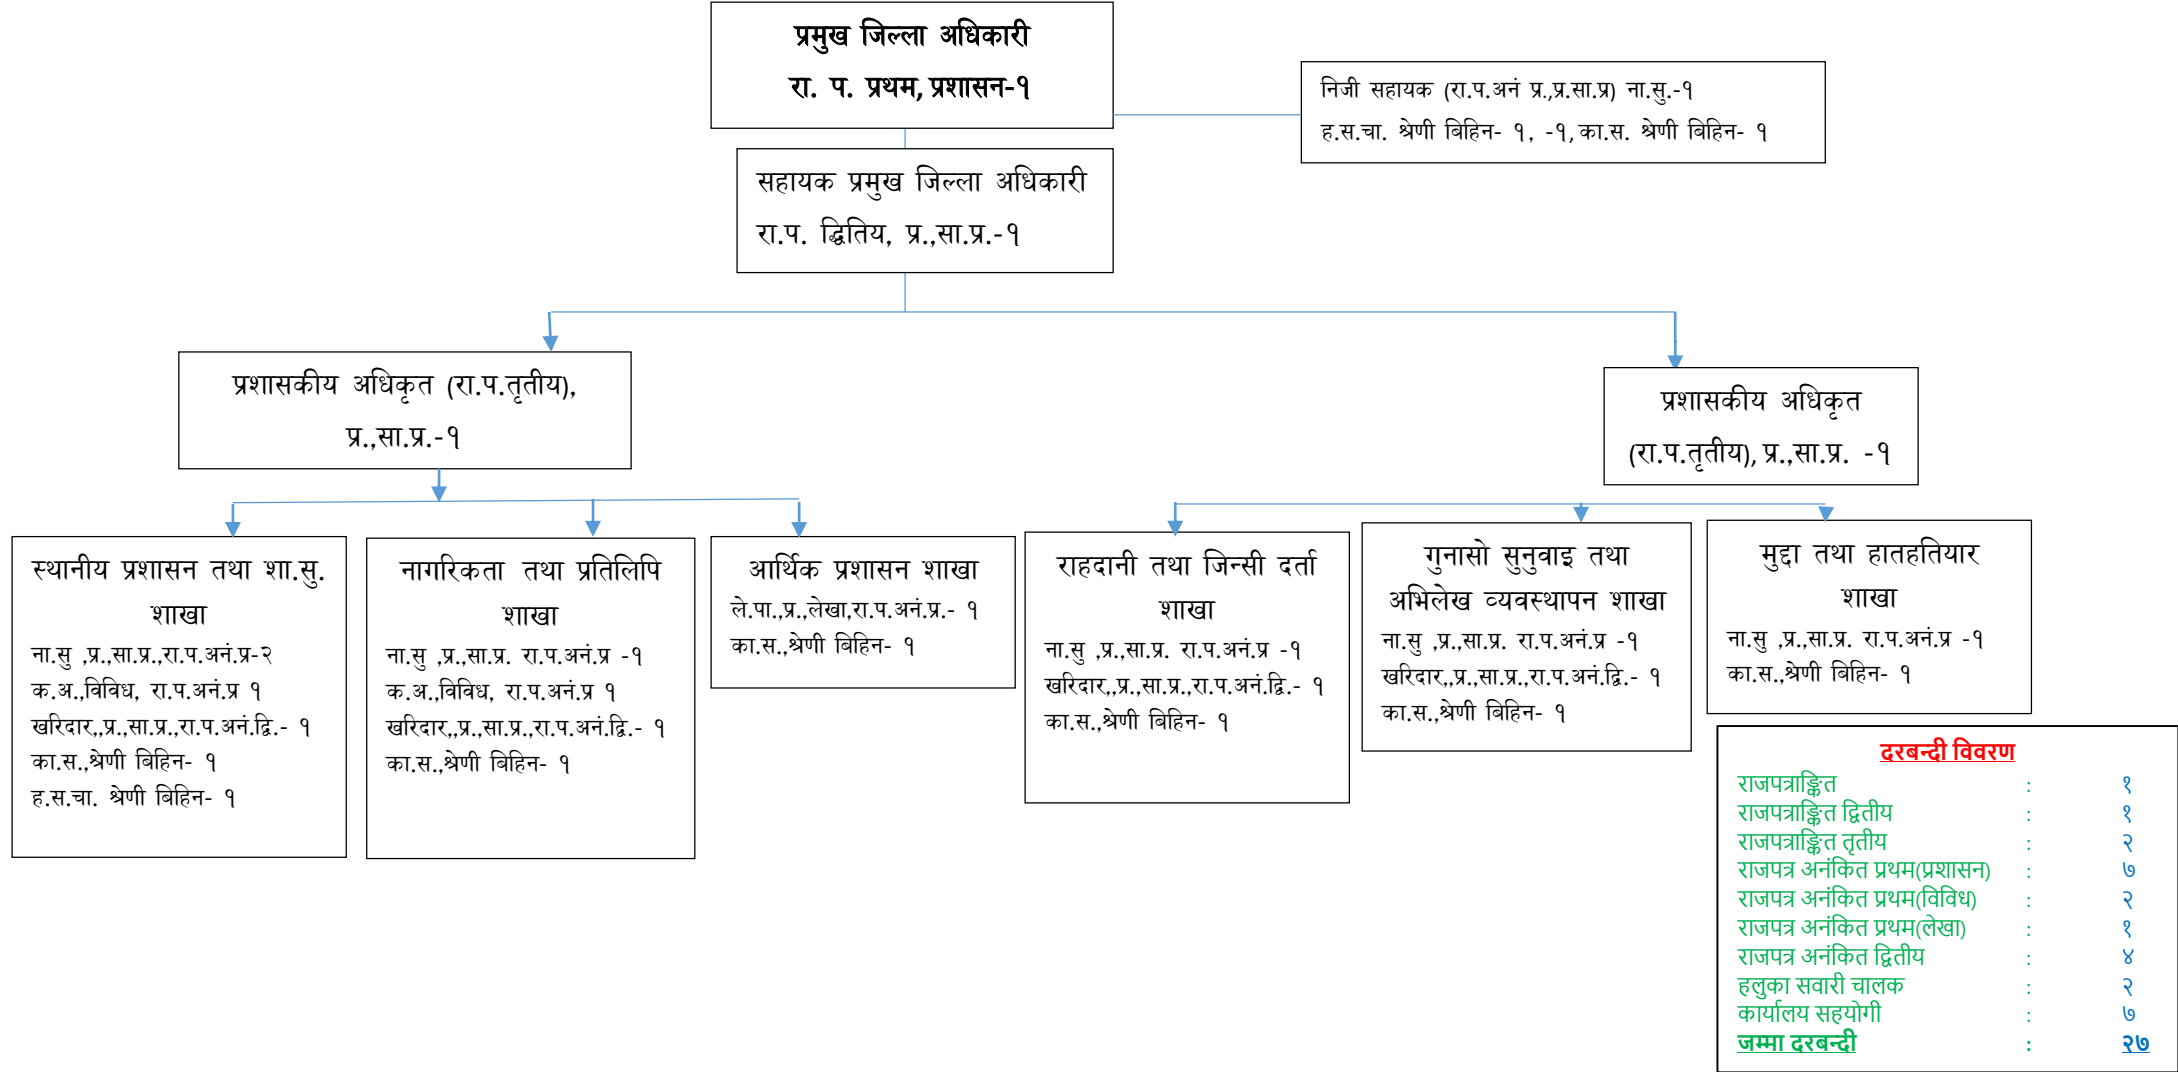 प्रमुख जिल्ला अधिकारी
रा. प. प्रथम, प्रशासन-१
निजी सहायक (रा.प.अनं प्र.,प्र.सा.प्र) ना.सु.-१
ह.स.चा. श्रेणी बिहिन- १, -१, का.स. श्रेणी बिहिन- १
सहायक प्रमुख जिल्ला अधिकारी
रा.प. द्धितिय, प्र.,सा.प्र.-१
प्रशासकीय अधिकृत (रा.प.तृतीय),
प्र.,सा.प्र.-१
प्रशासकीय अधिकृत
(रा.प.तृतीय), प्र.,सा.प्र. -१
स्थानीय प्रशासन तथा शा.सु.
शाखा
ना.सु ,प्र.,सा.प्र.,रा.प.अनं.प्र-२
क.अ.,विविध, रा.प.अनं.प्र १
खरिदार,,प्र.,सा.प्र.,रा.प.अनं.द्वि.- १
का.स.,श्रेणी बिहिन- १
ह.स.चा. श्रेणी बिहिन- १
नागरिकता तथा प्रतिलिपि
शाखा
ना.सु ,प्र.,सा.प्र. रा.प.अनं.प्र -१
क.अ.,विविध, रा.प.अनं.प्र १
खरिदार,,प्र.,सा.प्र.,रा.प.अनं.द्वि.- १
का.स.,श्रेणी बिहिन- १
आर्थिक प्रशासन शाखा
ले.पा.,प्र.,लेखा,रा.प.अनं.प्र.- १
का.स.,श्रेणी बिहिन- १
राहदानी तथा जिन्सी दर्ता
शाखा
ना.सु ,प्र.,सा.प्र. रा.प.अनं.प्र -१
खरिदार,,प्र.,सा.प्र.,रा.प.अनं.द्वि.- १
का.स.,श्रेणी बिहिन- १
गुनासो सुनुवाइ तथा
अभिलेख व्यवस्थापन शाखा
ना.सु ,प्र.,सा.प्र. रा.प.अनं.प्र -१
खरिदार,,प्र.,सा.प्र.,रा.प.अनं.द्वि.- १
का.स.,श्रेणी बिहिन- १
मुद्दा तथा हातहतियार
शाखा
ना.सु ,प्र.,सा.प्र. रा.प.अनं.प्र -१
का.स.,श्रेणी बिहिन- १
दरबन्दी विवरण
राजपत्राङ्कित : १
राजपत्राङ्कित द्वितीय : १
राजपत्राङ्कित तृतीय : २
राजपत्र अनंकित प्रथम(प्रशासन) : ७
राजपत्र अनंकित प्रथम(विविध) : २
राजपत्र अनंकित प्रथम(लेखा) : १
राजपत्र अनंकित द्वितीय : ४
हलुका सवारी चालक : २
कार्यालय सहयोगी : ७
जम्मा दरबन्दी : २७